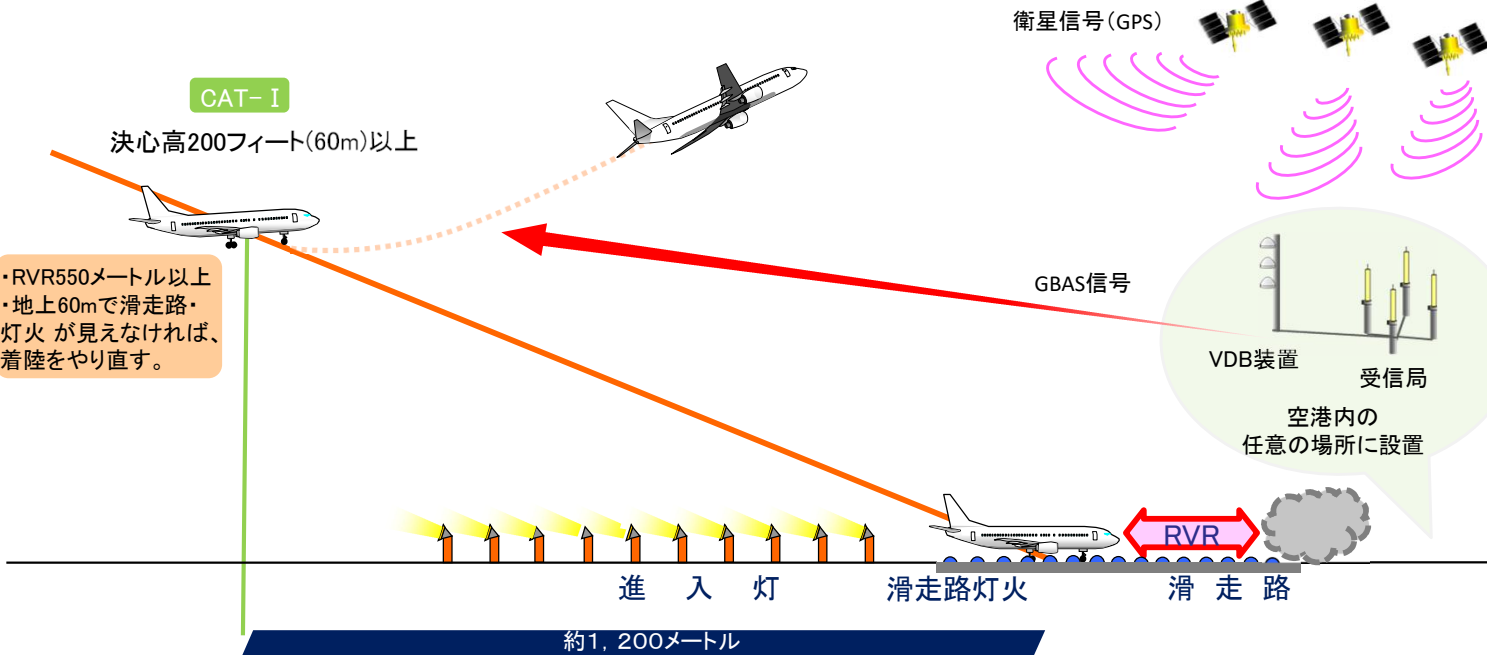 衛星信号（GPS）
CAT-Ⅰ
決心高200フィート（60m）以上
・RVR550メートル以上
・地上60mで滑走路・
灯火 が見えなければ、
着陸をやり直す。
GBAS信号
VDB装置
受信局
空港内の
任意の場所に設置
RVR
進 入 灯
滑走路灯火
滑 走 路
約1，200メートル